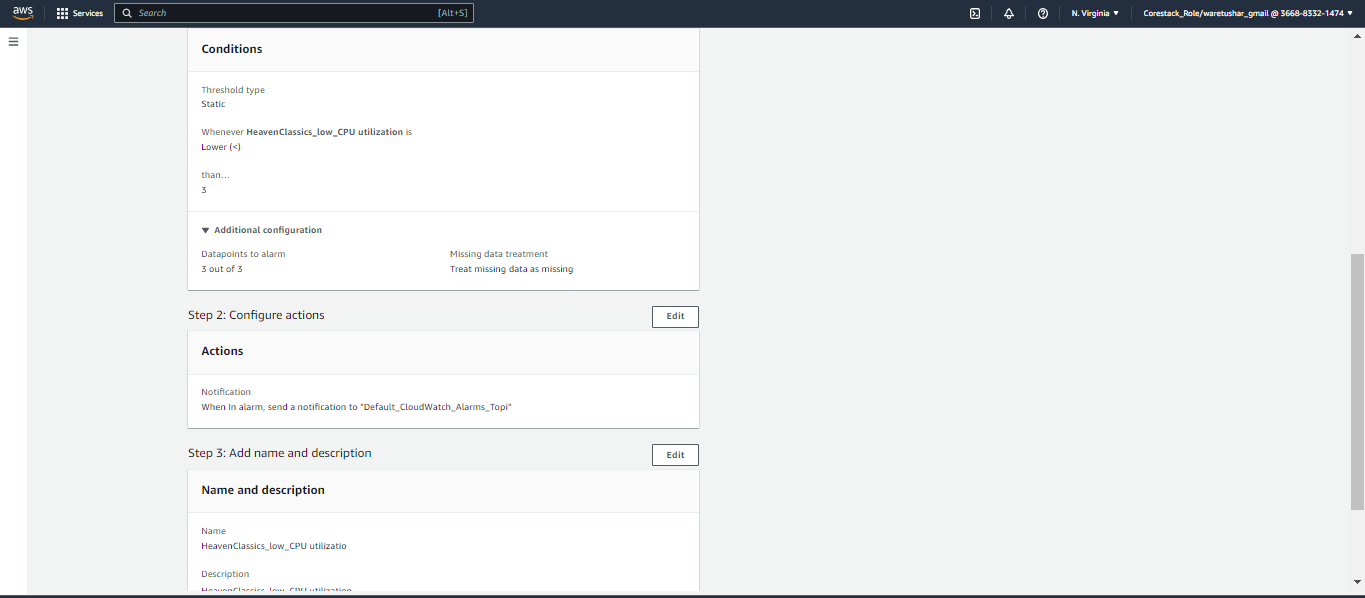 aws
Services
Search
[Alt+S]
N. Virginia
Corestack_Role/waretushar_gmail @ 3668-8332-1474
Conditions
Threshold type
Static
Whenever HeavenClassics_low_CPU utilization is
Lower (<)
than...
3
Additional configuration
Datapoints to alarm
Missing data treatment
3 out of 3
Treat missing data as missing
Step 2: Configure actions
Edit
Actions
Notification
When In alarm, send a notification to "Default_CloudWatch_Alarms_Topi"
Step 3: Add name and description
Edit
Name and description
Name
HeavenClassics_low_CPU utilizatio
Description
HeavenClassics_low_CPU utilization